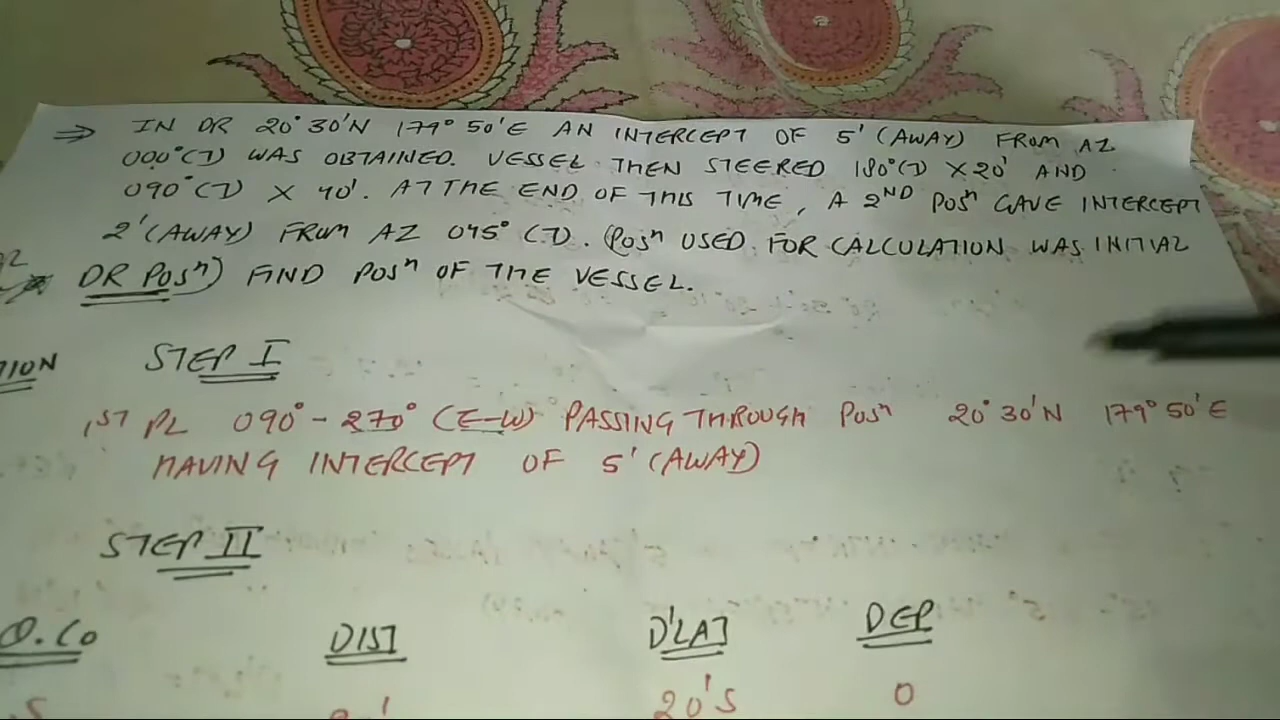 ⇒ IN DR 20° 30'N 179° 50'E AN INTERCEPT OF 5' (AWAY) FROM AZ
000°(T) WAS OBTAINED. VESSEL THEN STEERED 180°(T) X 20' AND
090°(T) X 40'. AT THE END OF THIS TIME, A 2ND POSn GAVE INTERCEPT
2' (AWAY) FROM AZ 045° (T). (POSn USED FOR CALCULATION WAS INITIAL
DR POSn) FIND POSn OF THE VESSEL.
STEP I
1ST PL 090° - 270° (E-W) PASSING THROUGH POSn 20° 30'N 179° 50'E
HAVING INTERCEPT OF 5' (AWAY)
STEP II
CO DIST D'LAT DEP
S 20'S 0